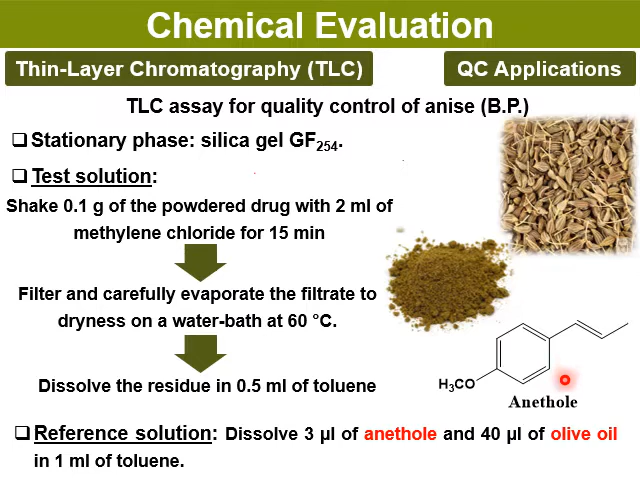 Chemical Evaluation
Thin-Layer Chromatography (TLC)
QC Applications
TLC assay for quality control of anise (B.P.)
❑ Stationary phase: silica gel GF254.
❑ Test solution:
Shake 0.1 g of the powdered drug with 2 ml of
methylene chloride for 15 min
Filter and carefully evaporate the filtrate to
dryness on a water-bath at 60 °C.
Dissolve the residue in 0.5 ml of toluene
H3CO
Anethole
❑ Reference solution: Dissolve 3 µl of anethole and 40 µl of olive oil
in 1 ml of toluene.